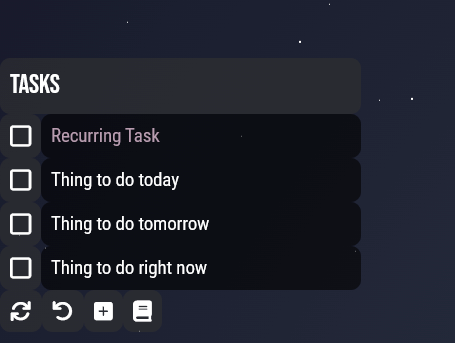 TASKS
Recurring Task
Thing to do today
Thing to do tomorrow
Thing to do right now